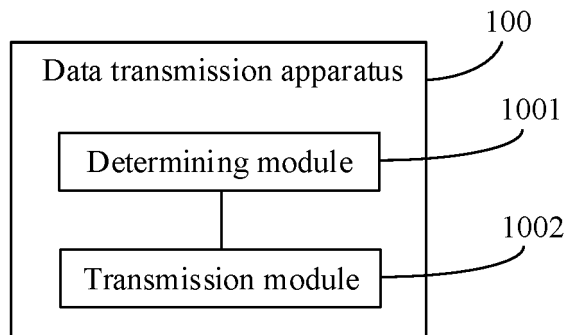 100
Data transmission apparatus
1001
Determining module
1002
Transmission module